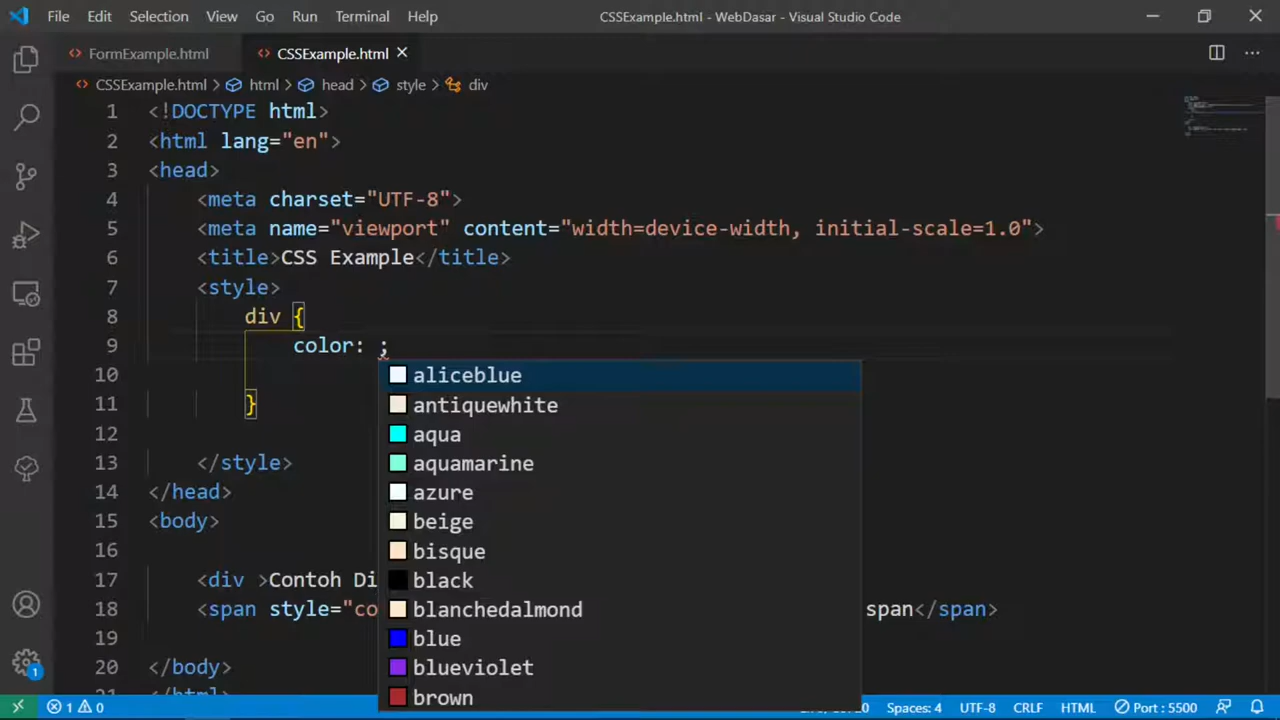 File Edit Selection View Go Run Terminal Help CSSExample.html - WebDasar - Visual Studio Code
FormExample.html CSSExample.html
CSSExample.html > html > head > style > div
1 <!DOCTYPE html>
2 <html lang="en">
3 <head>
4 <meta charset="UTF-8">
5 <meta name="viewport" content="width=device-width, initial-scale=1.0">
6 <title>CSS Example</title>
7 <style>
8 div {
9 color: ;
10 aliceblue
11 } antiquewhite
12 aqua
13 </style> aquamarine
14 </head> azure
15 <body> beige
16 bisque
17 <div >Contoh Di black
18 <span style="co blanchedalmond span</span>
19 blue
20 </body> blueviolet
brown
1 0 Spaces: 4 UTF-8 CRLF HTML Port : 5500
1